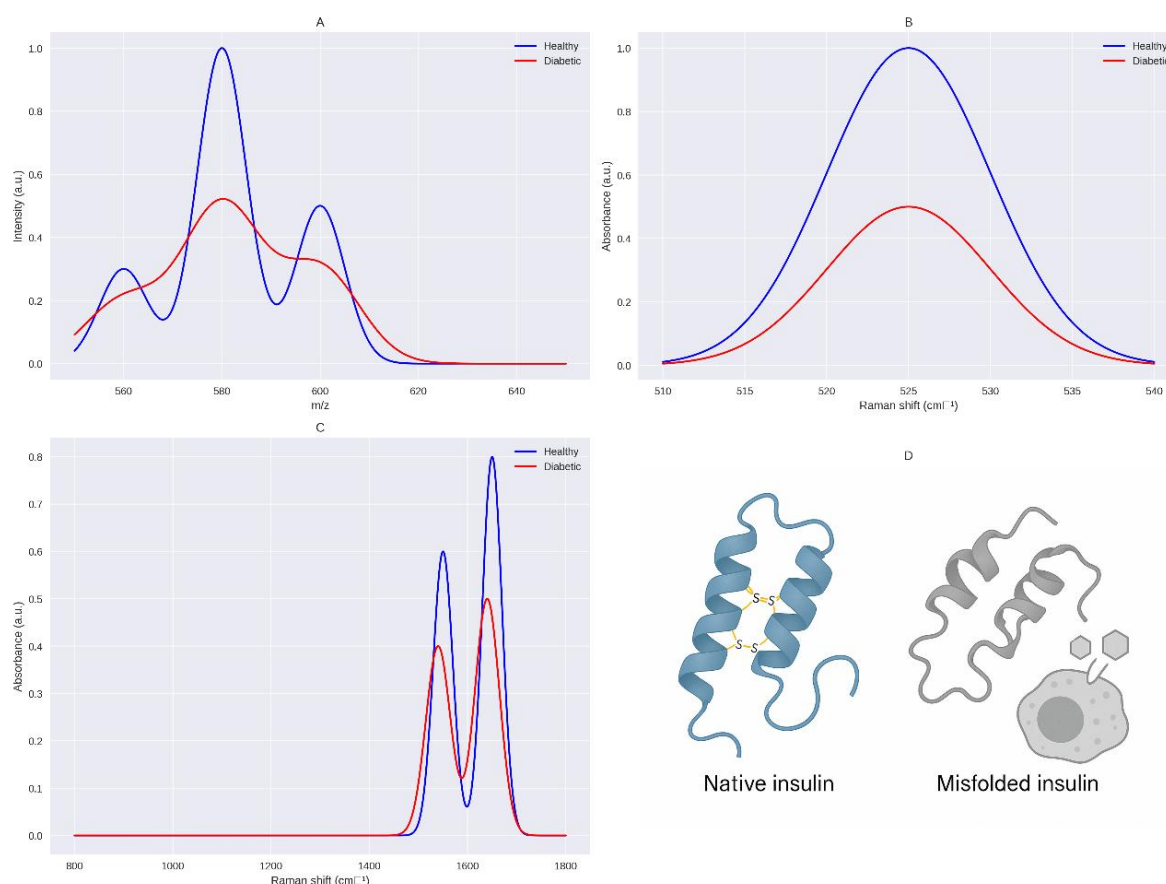 A
Healthy
Diabetic
1.0
0.8
0.6
0.4
0.2
0.0
Intensity (a.u.)
560 580 600 620 640
m/z
B
Healthy
Diabetic
1.0
0.8
0.6
0.4
0.2
0.0
Absorbance (a.u.)
510 515 520 525 530 535 540
Raman shift (cm□⁻¹)
C
Healthy
Diabetic
0.8
0.7
0.6
0.5
0.4
0.3
0.2
0.1
0.0
Absorbance (a.u.)
800 1000 1200 1400 1600 1800
Raman shift (cm□⁻¹)
D
S S
S S
Native insulin
Misfolded insulin